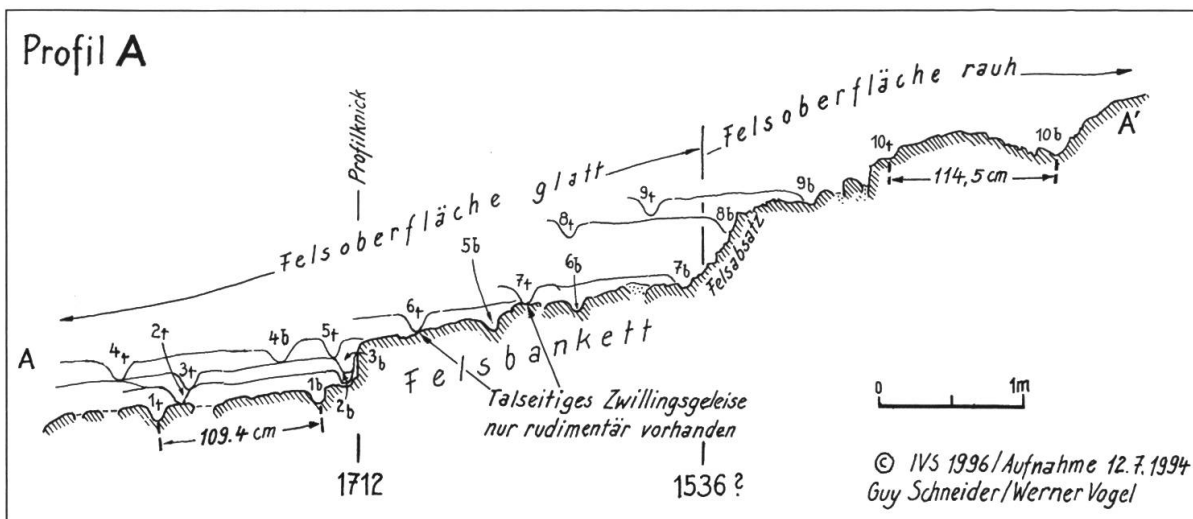 Profil A
Profilknick
Felsoberfläche glatt
Felsoberfläche rauh
A'
10t
10b
114,5 cm
9t
9b
8t
8b
Felsabsatz
5b
7t
6b
7b
6t
A
4t
2t
3t
4b
5t
3b
Felsbankett
1t
1b
2b
109.4 cm
Talseitiges Zwillingsgeleise
nur rudimentär vorhanden
0 1m
1712
1536 ?
© IVS 1996/Aufnahme 12.7.1994
Guy Schneider/Werner Vogel